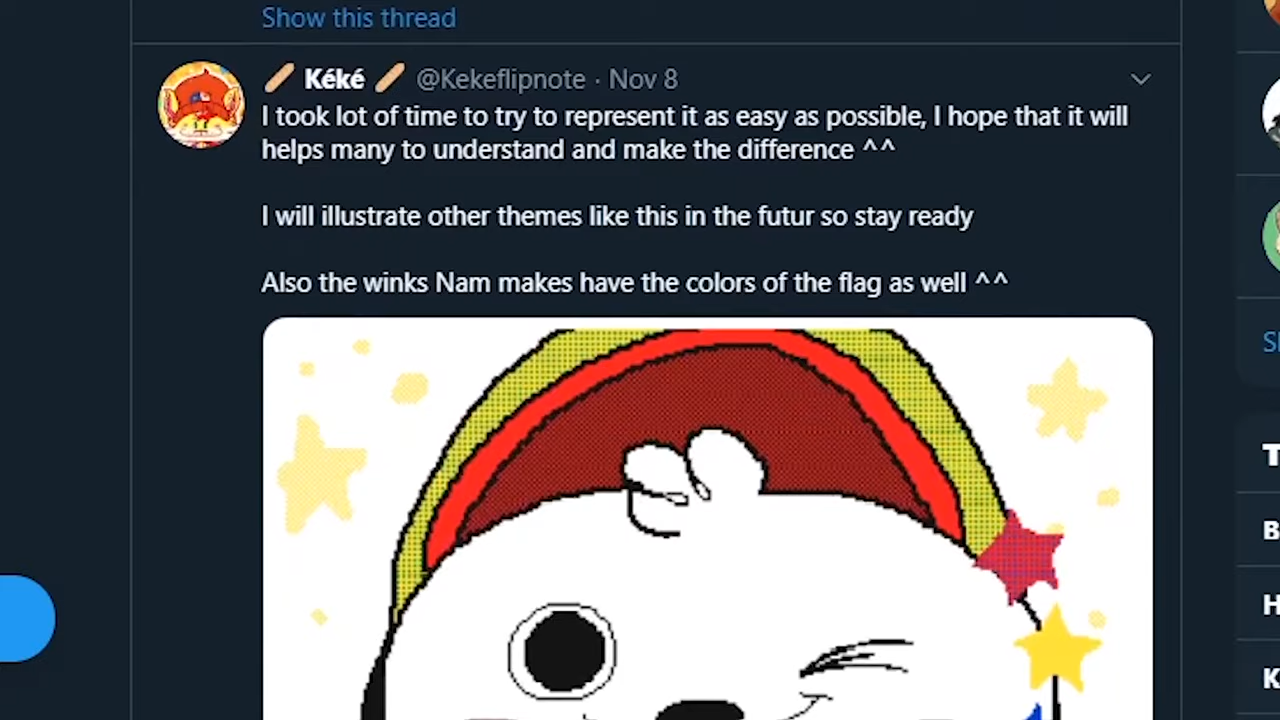 Show this thread
Kéké @Kekeflipnote · Nov 8
I took lot of time to try to represent it as easy as possible, I hope that it will
helps many to understand and make the difference ^^
I will illustrate other themes like this in the futur so stay ready
Also the winks Nam makes have the colors of the flag as well ^^
S
T
B
H
K